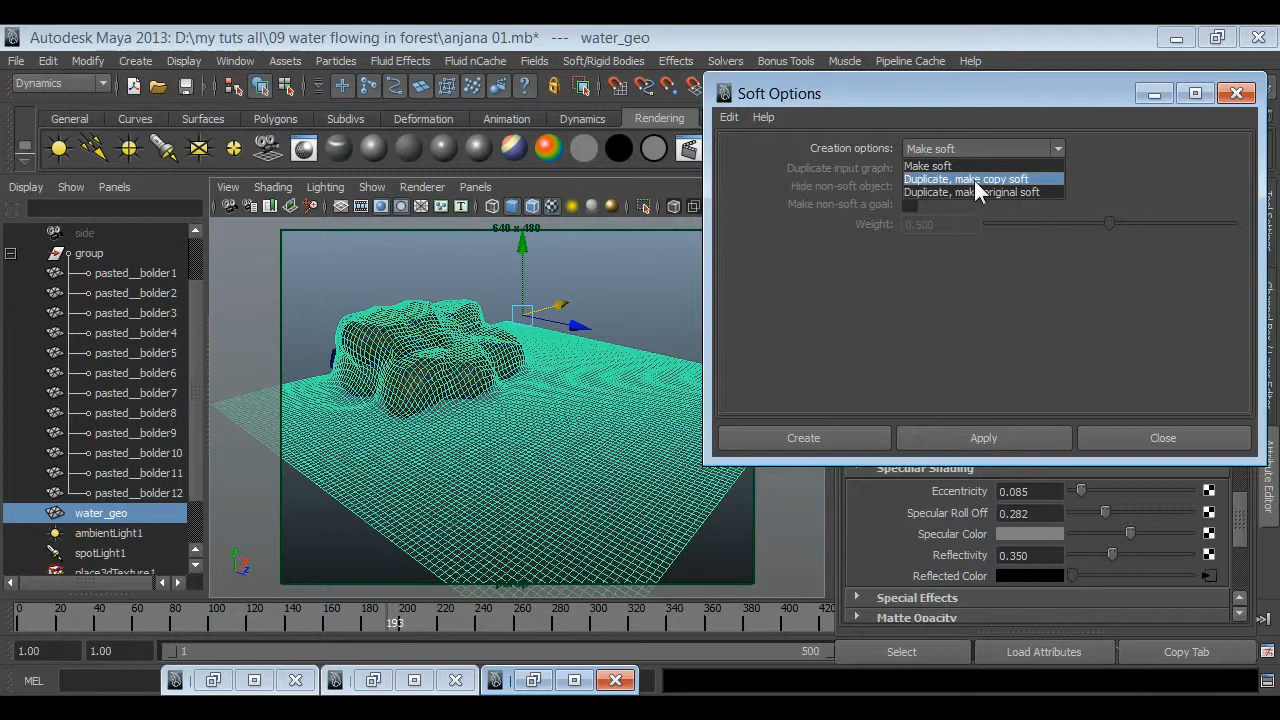 Autodesk Maya 2013: D:\my tuts all\09 water flowing in forest\anjana 01.mb* --- water_geo
File Edit Modify Create Display Window Assets Particles Fluid Effects Fluid nCache Fields Soft/Rigid Bodies Effects Solvers Bonus Tools Muscle Pipeline Cache Help
Dynamics
Soft Options
Edit Help
General Curves Surfaces Polygons Subdivs Deformation Animation Dynamics Rendering
Creation options: Make soft
Make soft
Duplicate input graph:
Duplicate, make copy soft
Hide non-soft object:
Duplicate, make original soft
Make non-soft a goal:
Weight: 0.500
Display Show Panels
View Shading Lighting Show Renderer Panels
640 x 480
side
group
pasted__bolder1
pasted__bolder2
pasted__bolder3
pasted__bolder4
pasted__bolder5
pasted__bolder6
pasted__bolder7
pasted__bolder8
pasted__bolder9
pasted__bolder10
pasted__bolder11
pasted__bolder12
water_geo
ambientLight1
spotLight1
place3dTexture1
persp
Create Apply Close
Specular Shading
Eccentricity 0.085
Specular Roll Off 0.282
Specular Color
Reflectivity 0.350
Reflected Color
Special Effects
Matte Opacity
Attribute Editor
0 20 40 60 80 100 120 140 160 180 200 220 240 260 280 300 320 340 360 380 400 420
193
1.00 1.00 1 500
Select Load Attributes Copy Tab
MEL